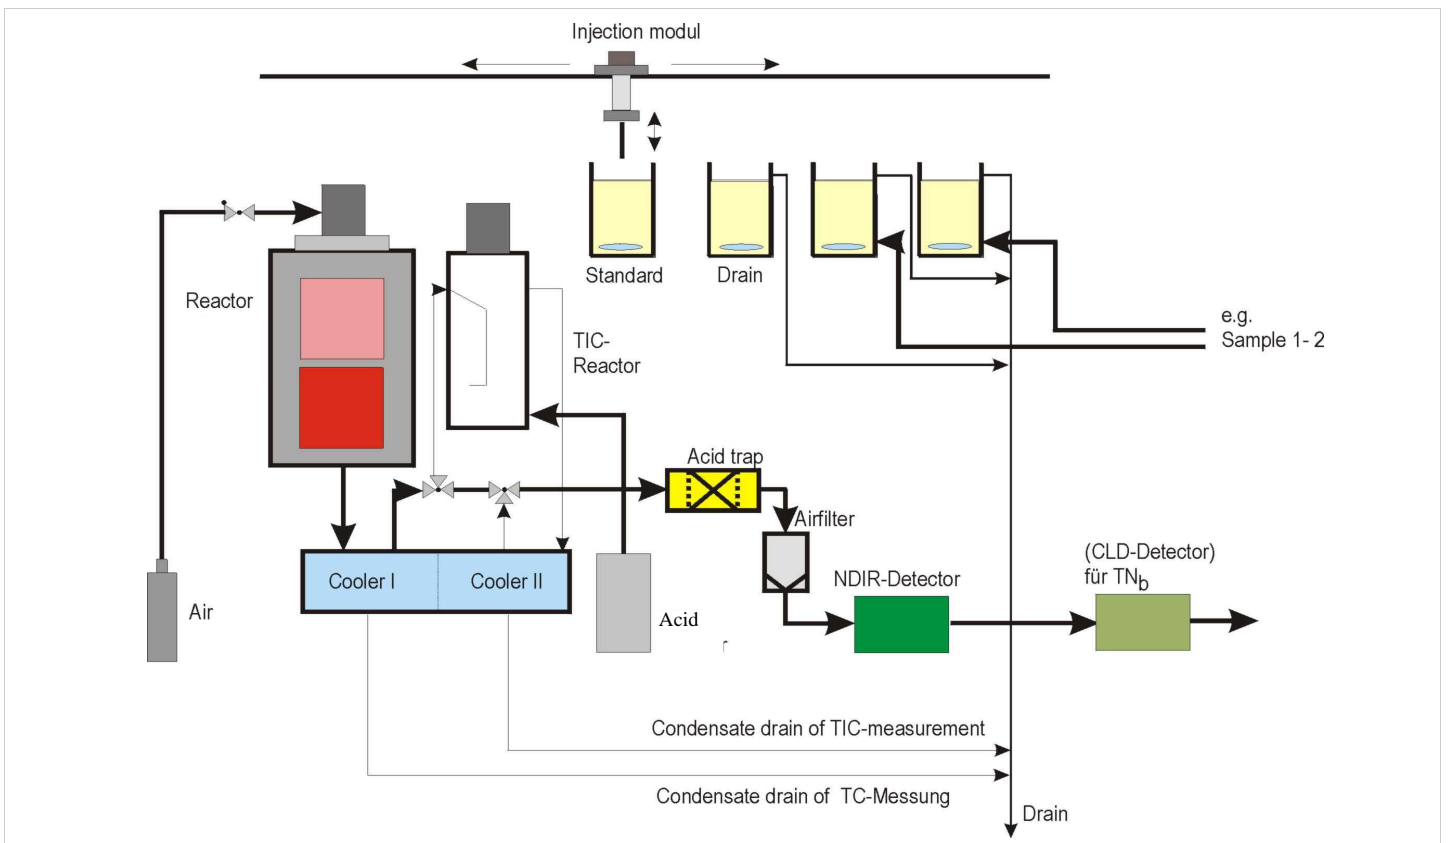 Injection modul
Standard
Drain
Reactor
TIC-
Reactor
e.g.
Sample 1- 2
Acid trap
Airfilter
NDIR-Detector
(CLD-Detector)
für TNb
Cooler I
Cooler II
Air
Acid
r
Condensate drain of TIC-measurement
Condensate drain of TC-Messung
Drain